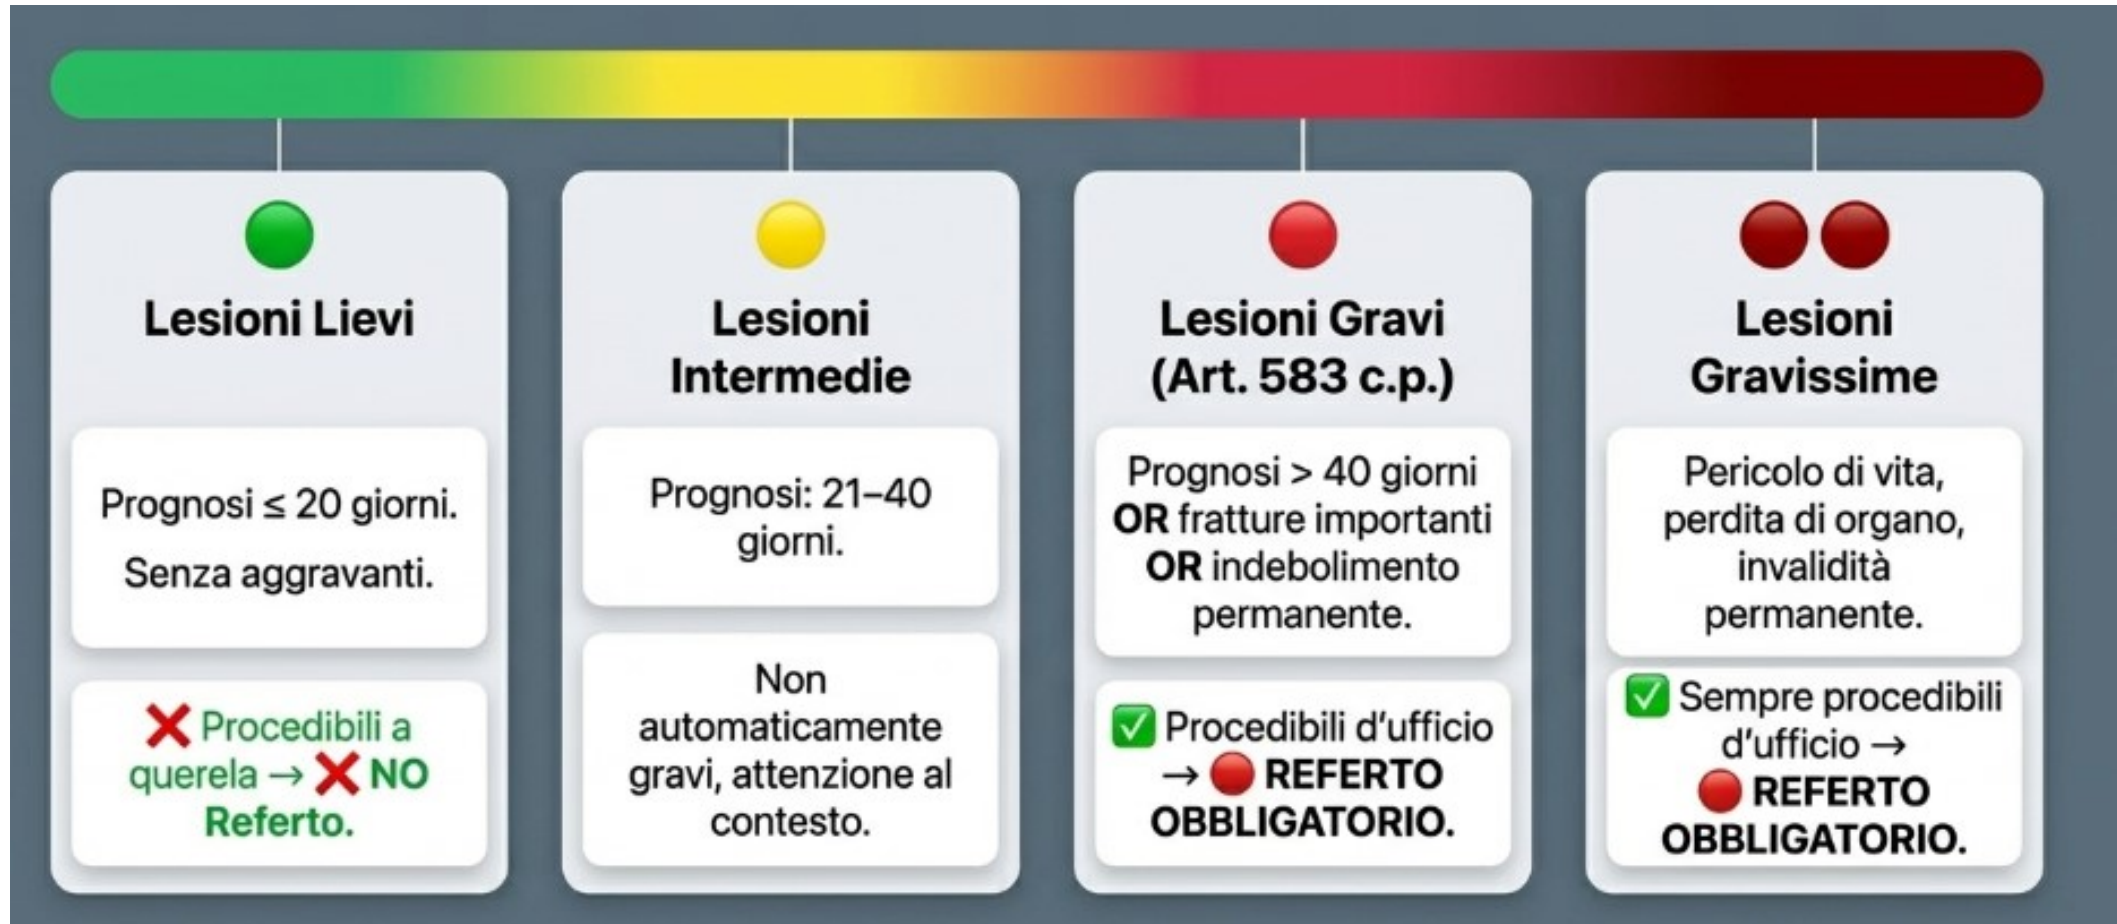 Lesioni Lievi
Prognosi ≤ 20 giorni.
Senza aggravanti.
❌ Procedibili a
querela → ❌ NO
Referto.
Lesioni
Intermedie
Prognosi: 21–40
giorni.
Non
automaticamente
gravi, attenzione al
contesto.
Lesioni Gravi
(Art. 583 c.p.)
Prognosi > 40 giorni
OR fratture importanti
OR indebolimento
permanente.
✅ Procedibili d’ufficio
→ 🔴 REFERTO
OBBLIGATORIO.
Lesioni
Gravissime
Pericolo di vita,
perdita di organo,
invalidità
permanente.
✅ Sempre procedibili
d’ufficio →
🔴 REFERTO
OBBLIGATORIO.